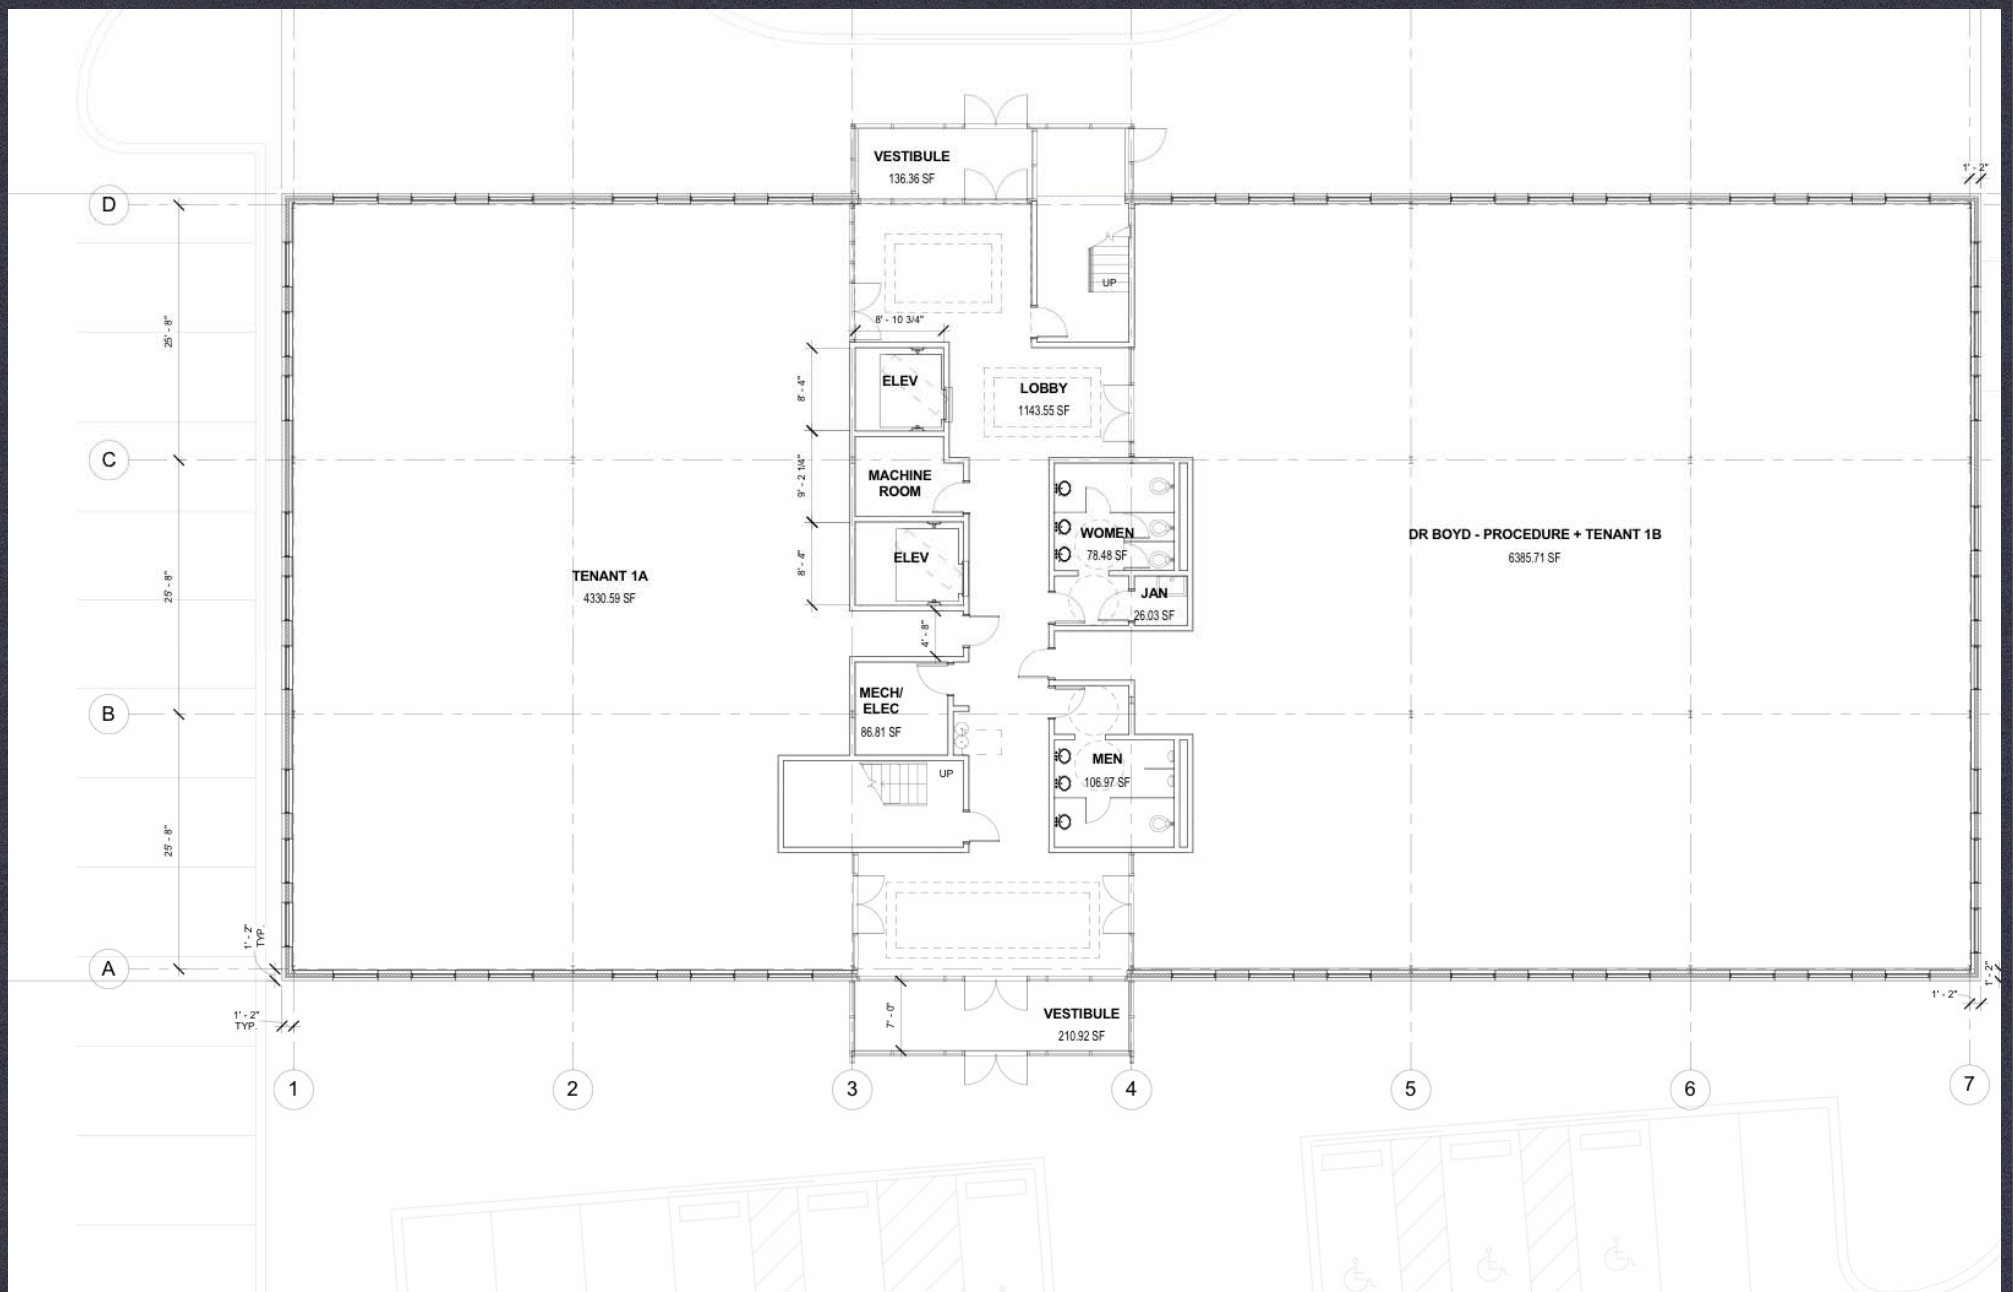 VESTIBULE
136.36 SF
1' - 2"
D
UP
25' - 8"
8' - 10 3/4"
8' - 4"
ELEV
LOBBY
1143.55 SF
C
9' - 2 1/4"
MACHINE
ROOM
WOMEN
78.48 SF
DR BOYD - PROCEDURE + TENANT 1B
6385.71 SF
8' - 4"
ELEV
TENANT 1A
4330.59 SF
25' - 8"
JAN
26.03 SF
4' - 8"
MECH/
ELEC
86.81 SF
B
MEN
106.97 SF
UP
25' - 8"
1' - 2"
TYP.
A
1' - 2"
1' - 2"
7' - 0"
VESTIBULE
210.92 SF
1' - 2"
TYP.
1
2
3
4
5
6
7